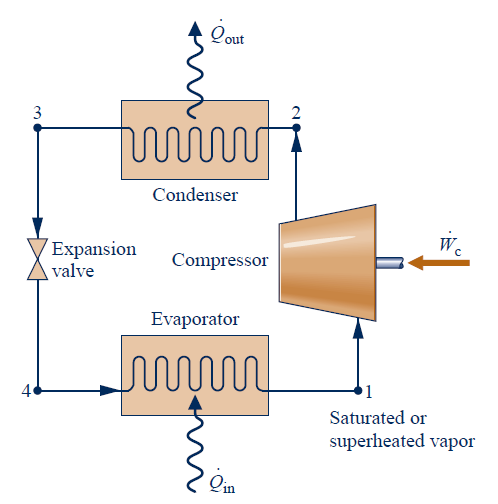 Q̇out
3
2
Condenser
Expansion
valve
Compressor
Ẇc
Evaporator
4
1
Saturated or
superheated vapor
Q̇in